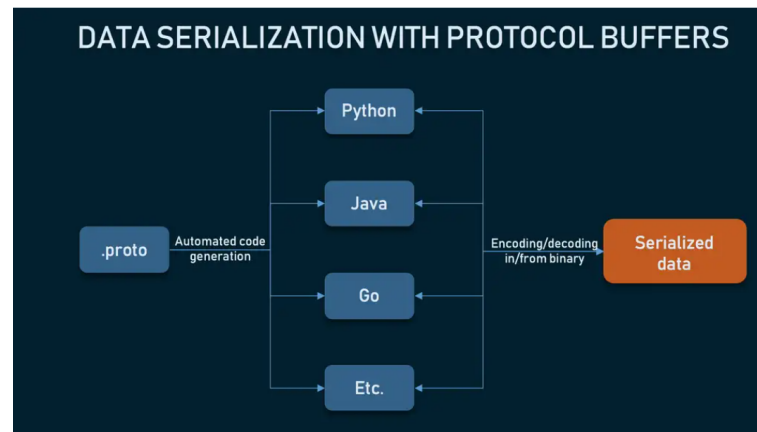 DATA SERIALIZATION WITH PROTOCOL BUFFERS
Python
Java
.proto
Automated code
generation
Encoding/decoding
in/from binary
Serialized
data
Go
Etc.